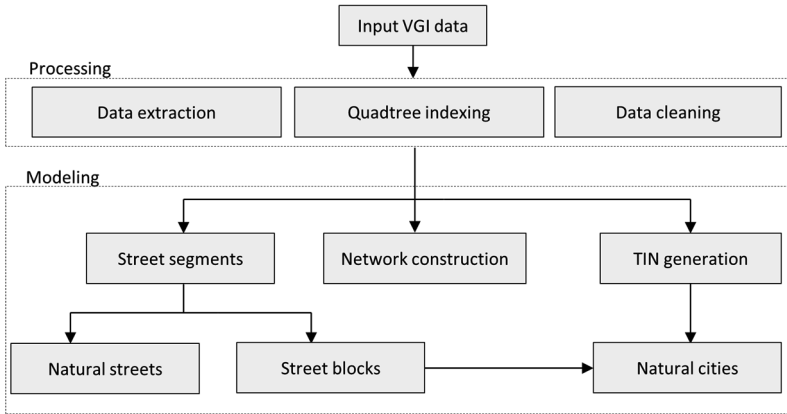 Input VGI data
Processing
Data extraction
Quadtree indexing
Data cleaning
Modeling
Street segments
Network construction
TIN generation
Natural streets
Street blocks
Natural cities